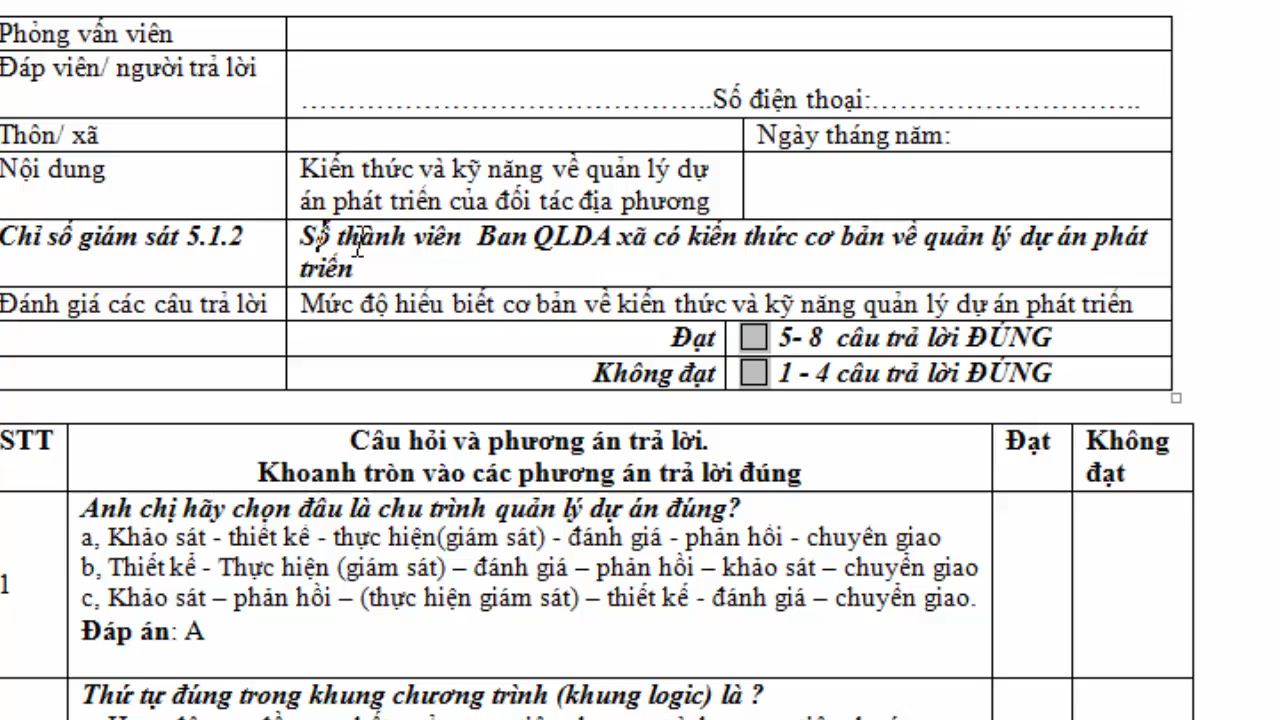 Phỏng vấn viên
Đáp viên/ người trả lời
……………………………………..Số điện thoại:………………………..
Thôn/ xã Ngày tháng năm:
Nội dung Kiến thức và kỹ năng về quản lý dự
án phát triển của đối tác địa phương
Chỉ số giám sát 5.1.2 Số thành viên Ban QLDA xã có kiến thức cơ bản về quản lý dự án phát
triển
Đánh giá các câu trả lời Mức độ hiểu biết cơ bản về kiến thức và kỹ năng quản lý dự án phát triển
Đạt 5- 8 câu trả lời ĐÚNG
Không đạt 1 - 4 câu trả lời ĐÚNG
STT Câu hỏi và phương án trả lời. Đạt Không
Khoanh tròn vào các phương án trả lời đúng đạt
Anh chị hãy chọn đâu là chu trình quản lý dự án đúng?
a, Khảo sát - thiết kế - thực hiện(giám sát) - đánh giá - phản hồi - chuyên giao
b, Thiết kế - Thực hiện (giám sát) – đánh giá – phản hồi – khảo sát – chuyển giao
1
c, Khảo sát – phản hồi – (thực hiện giám sát) – thiết kế - đánh giá – chuyển giao.
Đáp án: A
Thứ tự đúng trong khung chương trình (khung logic) là ?